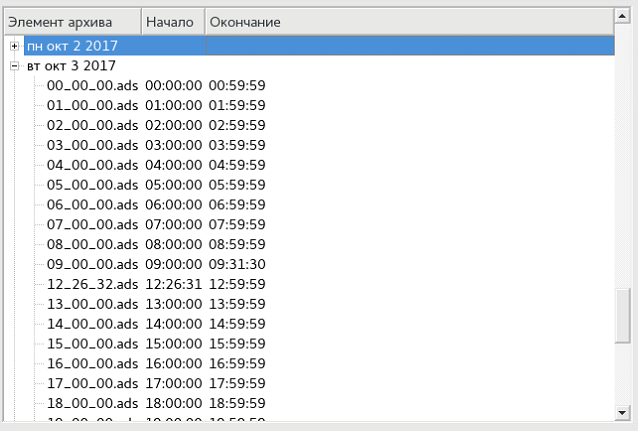 Элемент архива Начало Окончание
пн окт 2 2017
вт окт 3 2017
00_00_00.ads 00:00:00 00:59:59
01_00_00.ads 01:00:00 01:59:59
02_00_00.ads 02:00:00 02:59:59
03_00_00.ads 03:00:00 03:59:59
04_00_00.ads 04:00:00 04:59:59
05_00_00.ads 05:00:00 05:59:59
06_00_00.ads 06:00:00 06:59:59
07_00_00.ads 07:00:00 07:59:59
08_00_00.ads 08:00:00 08:59:59
09_00_00.ads 09:00:00 09:31:30
12_26_32.ads 12:26:31 12:59:59
13_00_00.ads 13:00:00 13:59:59
14_00_00.ads 14:00:00 14:59:59
15_00_00.ads 15:00:00 15:59:59
16_00_00.ads 16:00:00 16:59:59
17_00_00.ads 17:00:00 17:59:59
18_00_00.ads 18:00:00 18:59:59